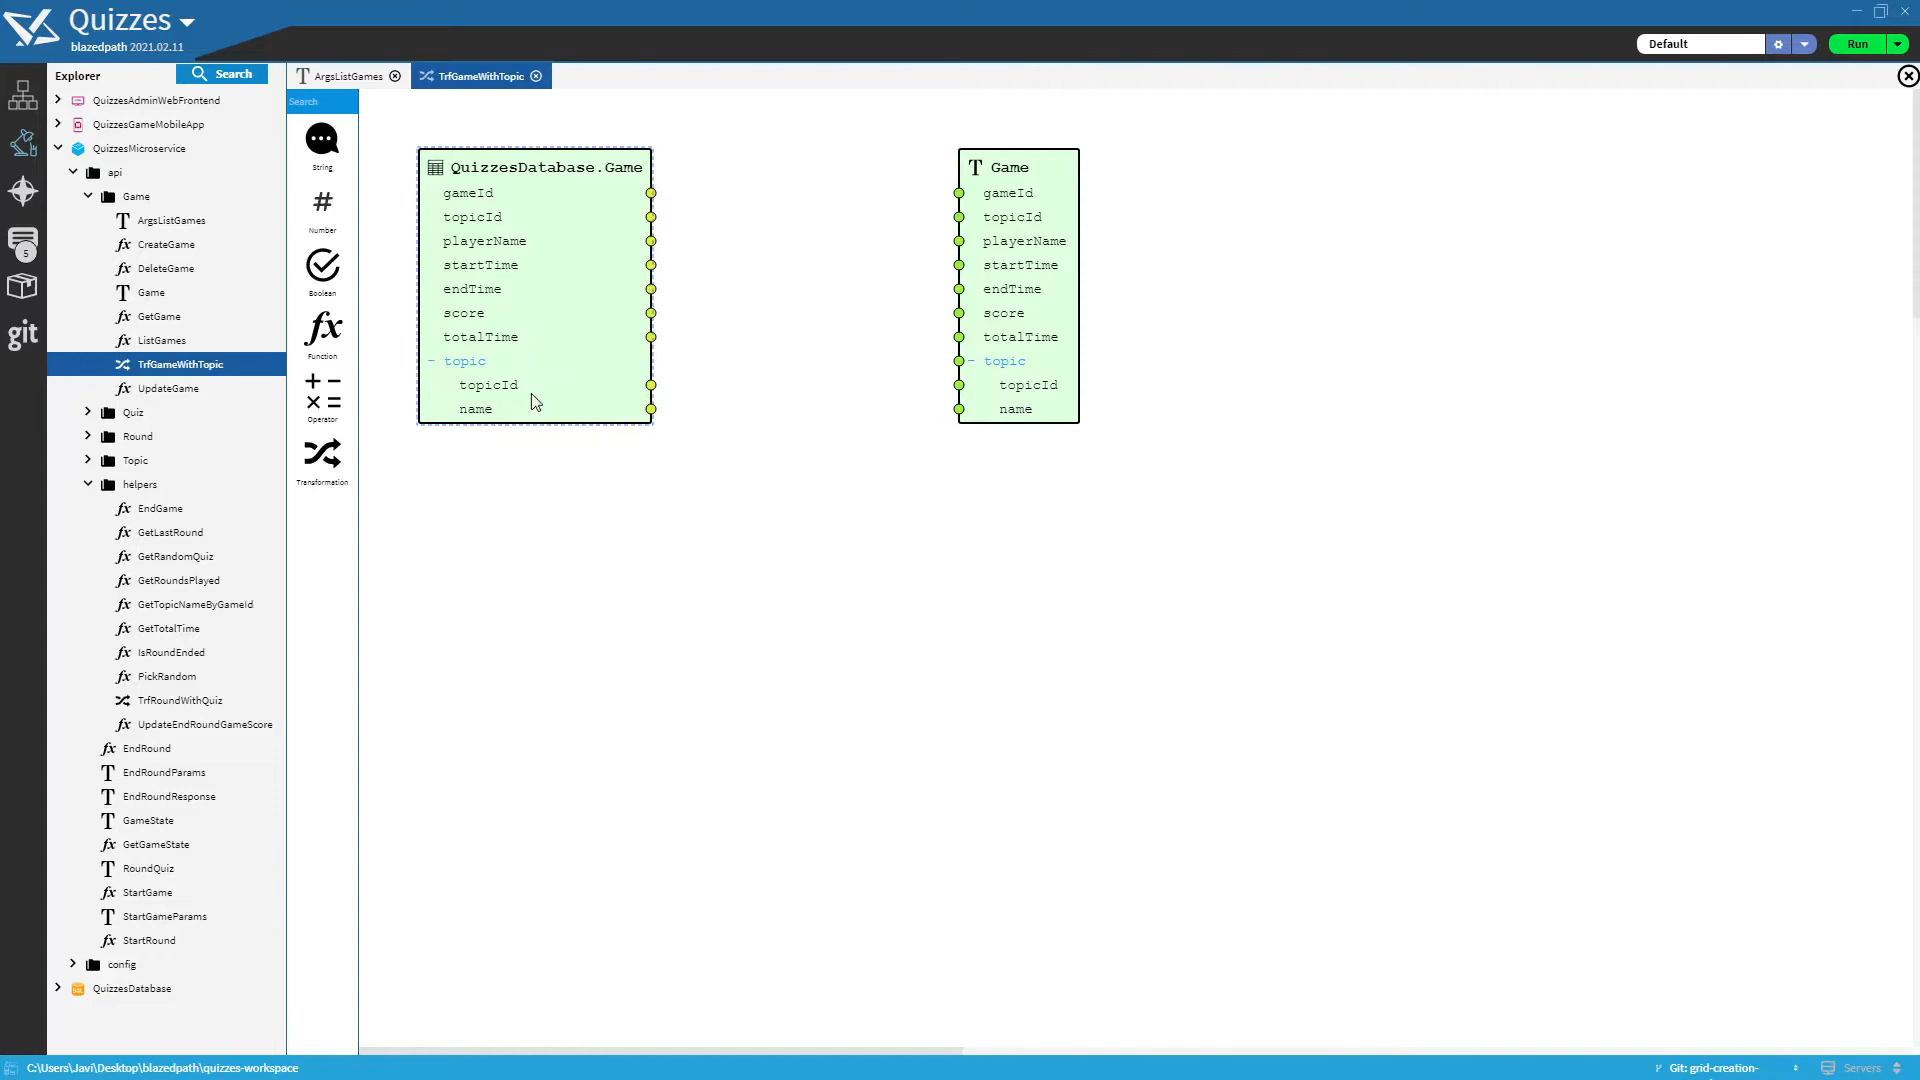 Quizzes
blazedpath 2021.02.11
Default
Run
Explorer
Search
ArgsListGames
TrfGameWithTopic
QuizzesAdminWebFrontend
QuizzesGameMobileApp
QuizzesMicroservice
api
Game
ArgsListGames
CreateGame
DeleteGame
Game
GetGame
ListGames
TrfGameWithTopic
UpdateGame
Quiz
Round
Topic
helpers
EndGame
GetLastRound
GetRandomQuiz
GetRoundsPlayed
GetTopicNameByGameId
GetTotalTime
IsRoundEnded
PickRandom
TrfRoundWithQuiz
UpdateEndRoundGameScore
EndRound
EndRoundParams
EndRoundResponse
GameState
GetGameState
RoundQuiz
StartGame
StartGameParams
StartRound
config
QuizzesDatabase
5
git
Search
String
Number
Boolean
Function
Operator
Transformation
QuizzesDatabase.Game
gameId
topicId
playerName
startTime
endTime
score
totalTime
- topic
topicId
name
Game
gameId
topicId
playerName
startTime
endTime
score
totalTime
- topic
topicId
name
C:\Users\Javi\Desktop\blazedpath\quizzes-workspace
Git: grid-creation-
Servers